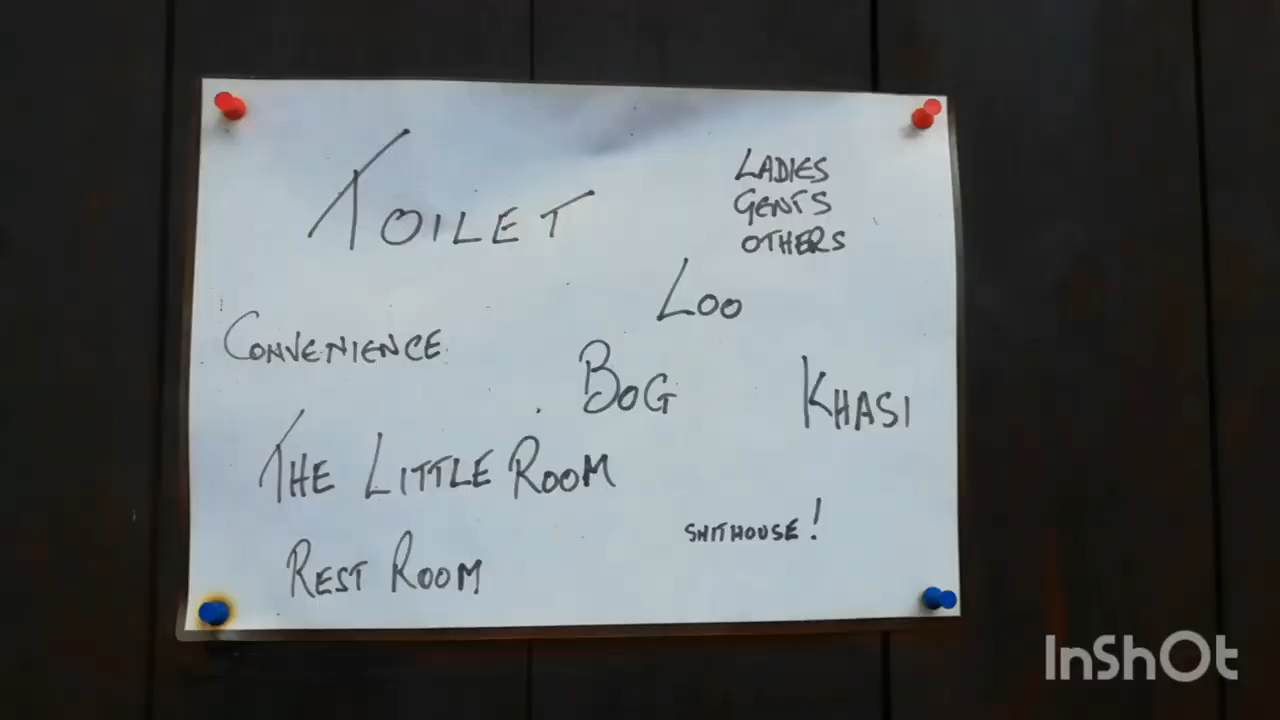 TOILET
LADIES
GENTS
OTHERS
LOO
CONVENIENCE
BOG
KHASI
THE LITTLE ROOM
SHITHOUSE!
REST ROOM
InShOt